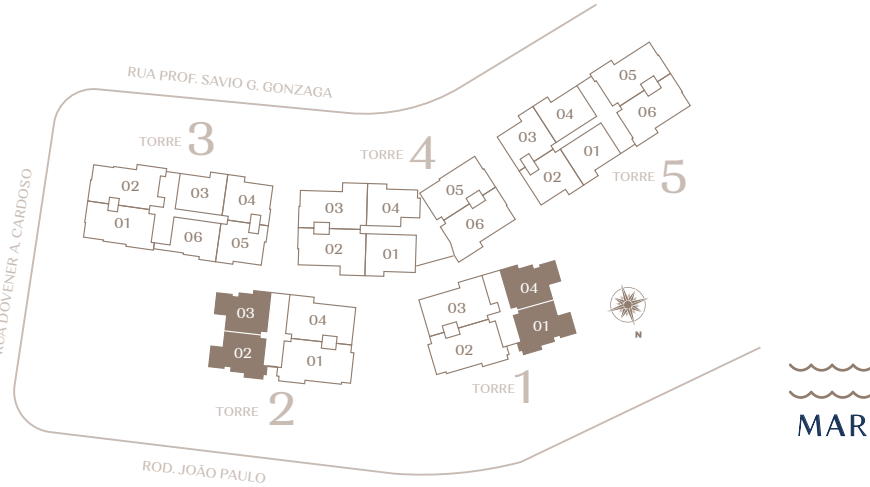 RUA PROF. SAVIO G. GONZAGA
RUA DOVENER A. CARDOSO
TORRE 3
02
03
04
01
06
05
TORRE 4
03
04
05
06
02
01
TORRE 5
05
04
06
03
01
02
03
04
02
01
TORRE 2
03
04
02
01
TORRE 1
N
ROD. JOÃO PAULO
MAR